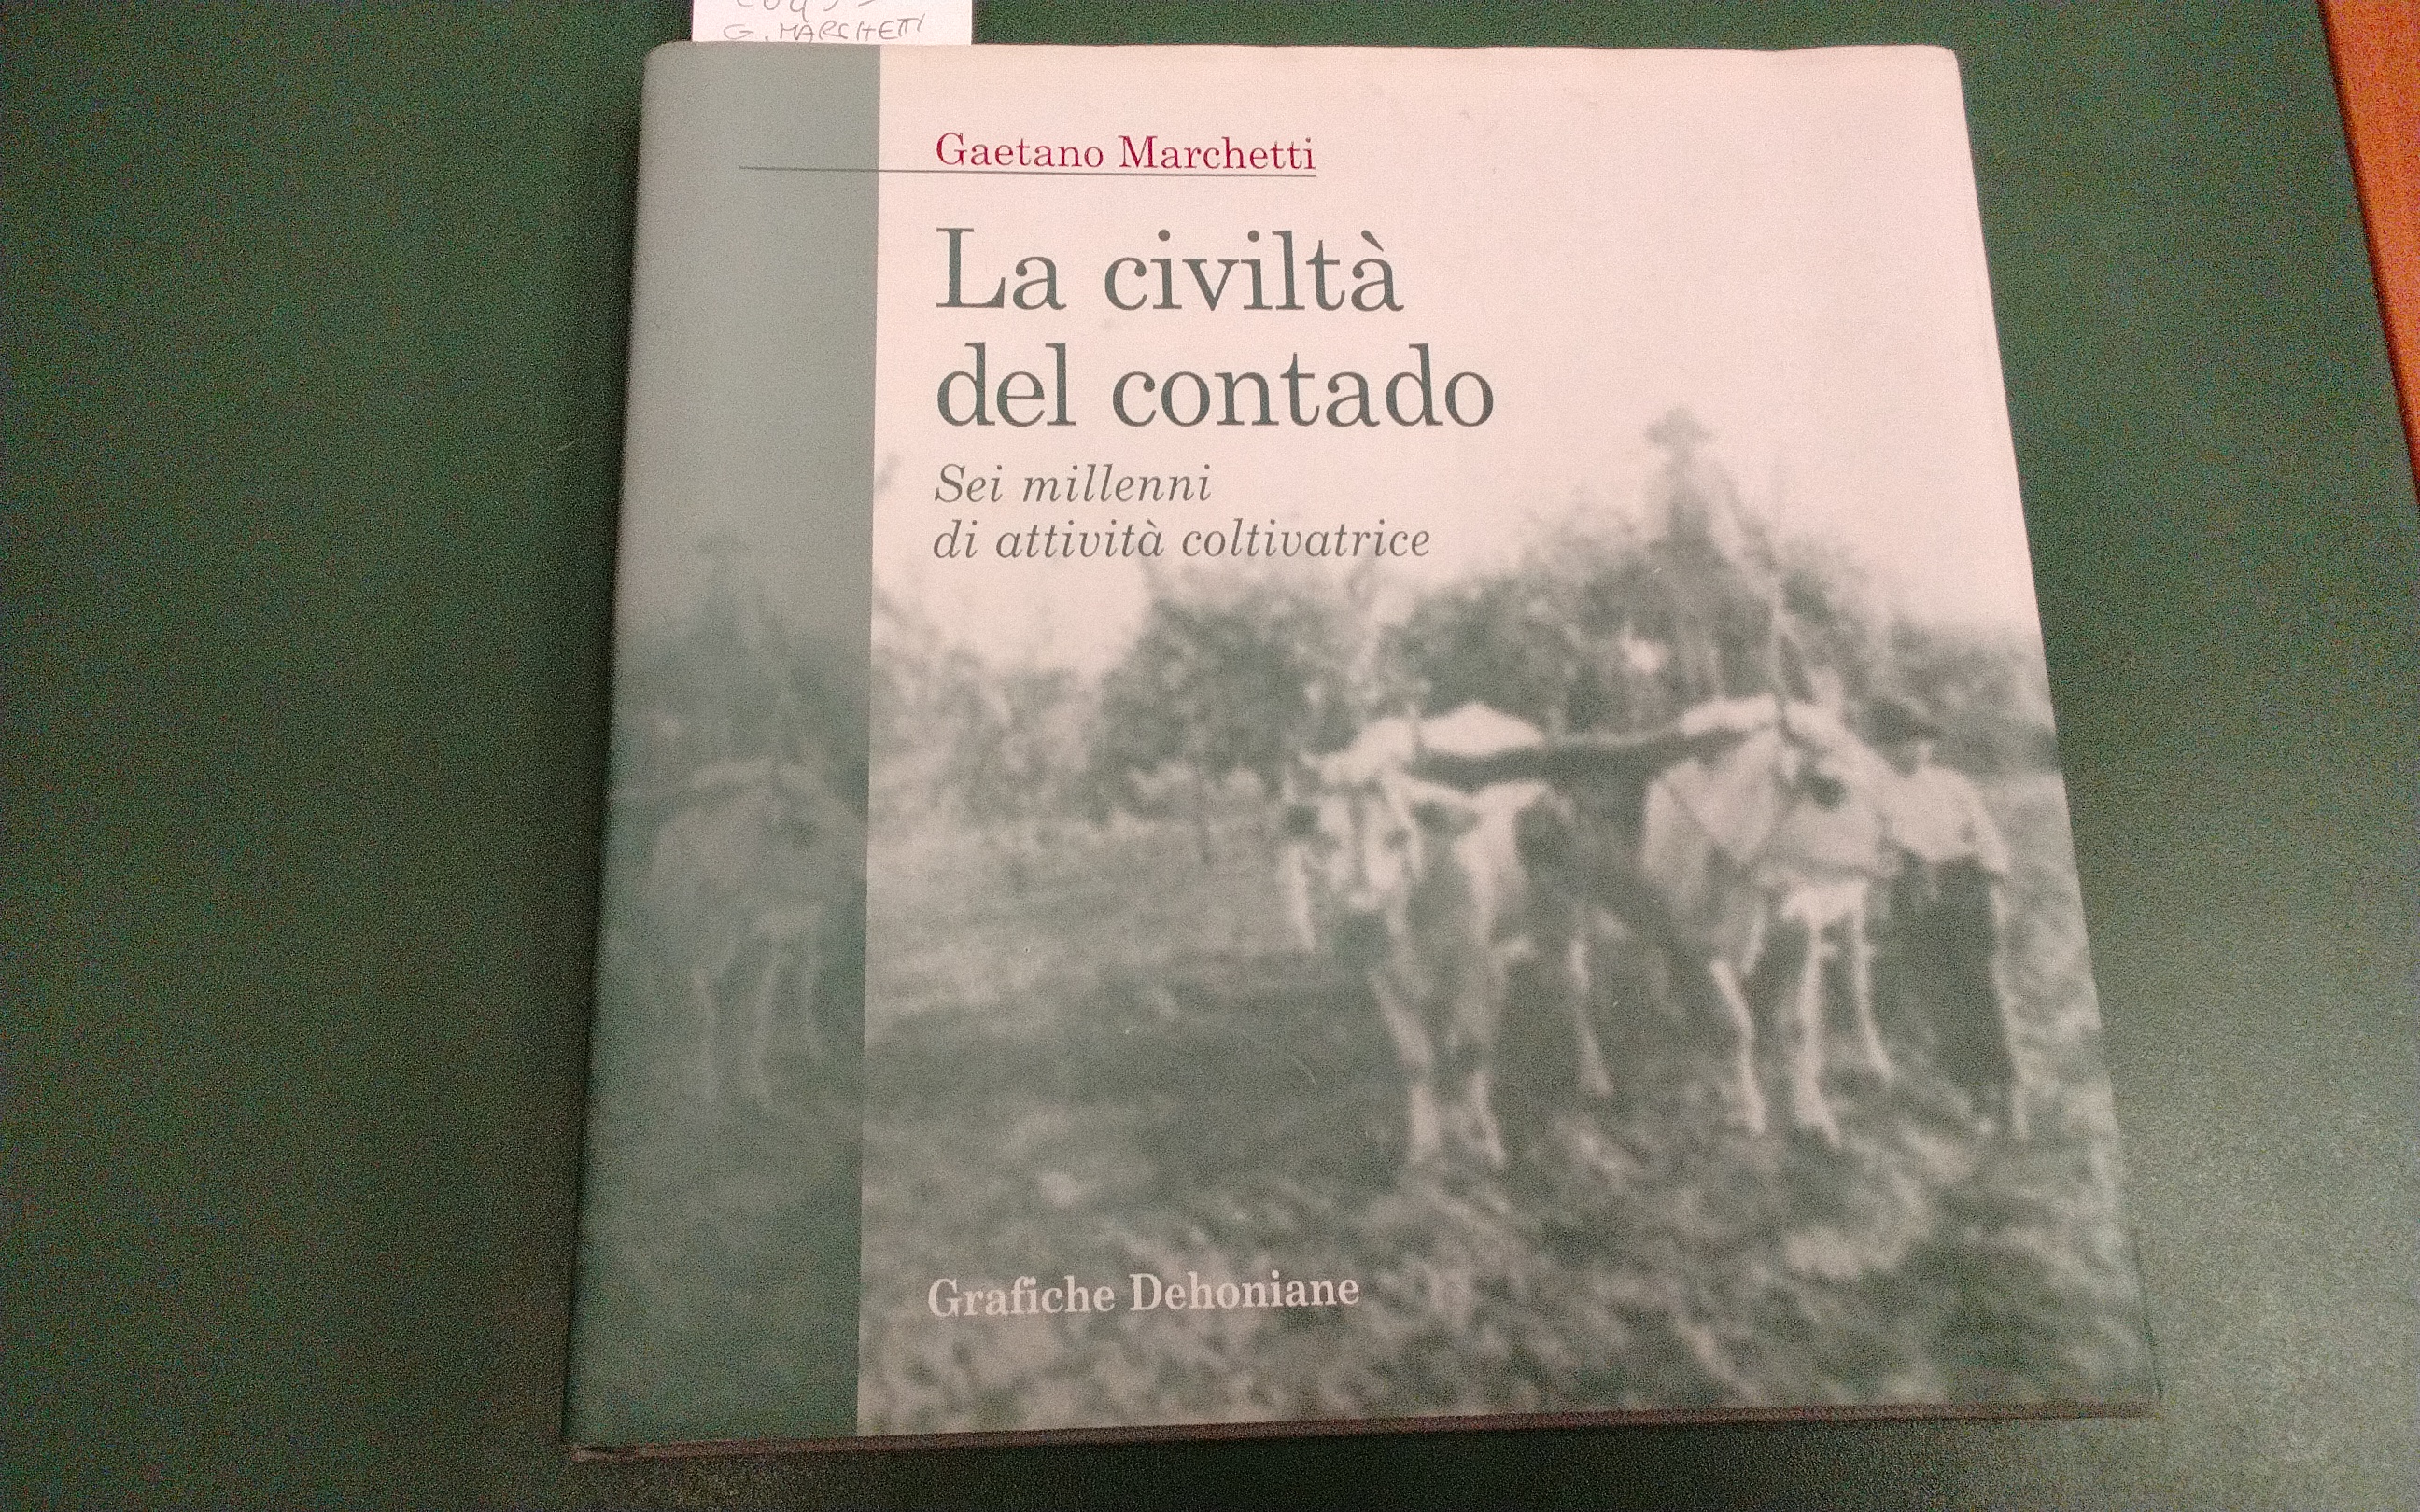 G. MARCHETTI
Gaetano Marchetti
La civiltà
del contado
Sei millenni
di attività coltivatrice
Grafiche Dehoniane